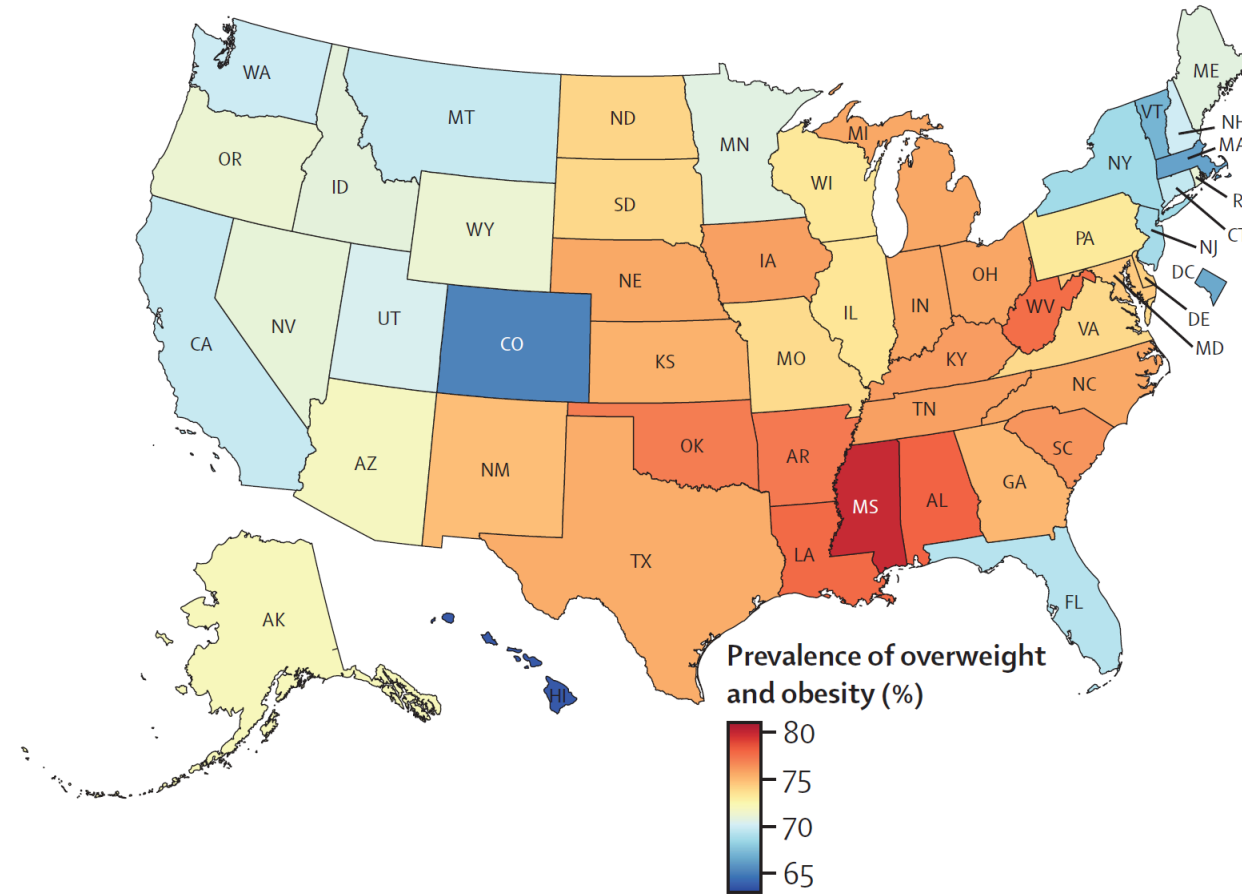 WA
MT
ND
MN
ME
OR
ID
SD
WI
MI
VT
NH
MA
NY
R
CT
WY
NE
IA
PA
NJ
DC
NV
UT
CO
IL
IN
OH
WV
DE
MD
CA
KS
MO
KY
VA
AZ
NM
OK
AR
TN
NC
SC
TX
LA
MS
AL
GA
FL
AK
HI
Prevalence of overweight
and obesity (%)
80
75
70
65